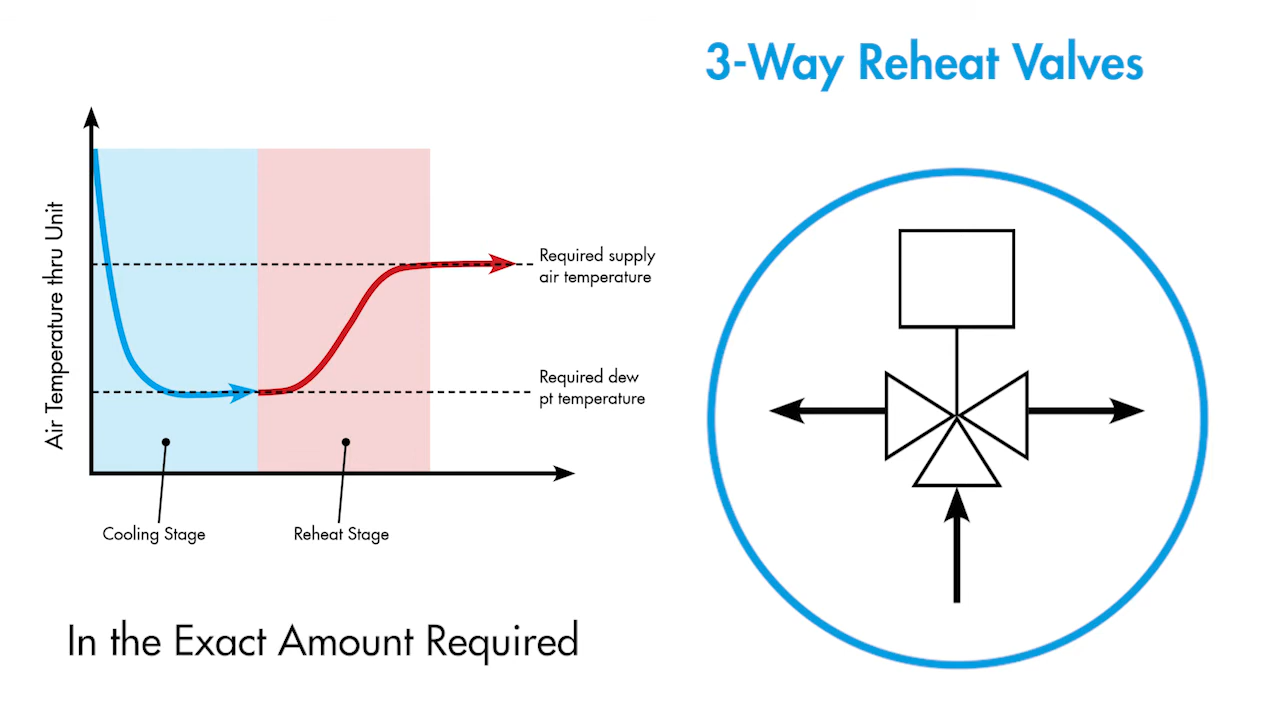 3-Way Reheat Valves
Air Temperature thru Unit
Required supply
air temperature
Required dew
pt temperature
Cooling Stage
Reheat Stage
In the Exact Amount Required